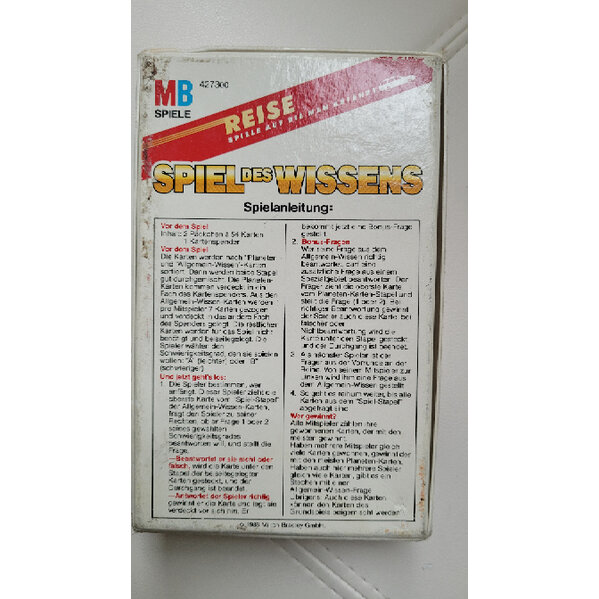 MB
SPIELE
427300
REISE
SPIELE AUF DIE MAN
SPIEL DES WISSENS
Spielanleitung:
Vor dem Spiel
Inhalt: 2 Päckchen à 54 Karten
1 Kartenspender
Vor dem Spiel
Die Karten werden nach "Planeten-
und "Allgemein-Wissen"-Karten
sortiert. Dann werden beide Stapel
gut durchgemischt. Die Planeten-
Karten kommen verdeckt in ein
Fach des Kartenspenders. Aus den
Allgemein-Wissen-Karten werden
pro Mitspieler 7 Karten gezogen
und verdeckt in das andere Fach
des Spenders gelegt. Die restlichen
Karten werden für das Spiel nicht
benötigt und beiseitegelegt. Die
Spieler wählen den
Schwierigkeitsgrad, den sie spielen
wollen: "A" (leichter) oder "B"
(schwieriger)
Und jetzt geht's los:
1. Die Spieler bestimmen, wer
anfängt. Dieser Spieler zieht die
oberste Karte vom "Spiel-Stapel"
der Allgemein-Wissen-Karten,
fragt den Spieler zu seiner
Rechten, ob er Frage 1 oder 2
seines gewählten
Schwierigkeitsgrades
beantworten will und stellt die
Frage.
—Beantwortet er sie nicht oder
falsch, wird die Karte unter den
Stapel der beiseitegelegten
Karten gesteckt, und der
Durchgang ist beendet
—Antwortet der Spieler richtig
gewinnt er die Karte und legt sie
verdeckt vor sich hin. Er
bekommt jetzt eine Bonus-Frage
gestellt
2. Bonus-Fragen
Wer seine Frage aus dem
Allgemein-Wissen richtig
beantwortet, darf eine
zusätzliche Frage aus einem
Spezialgebiet beantworten. Der
Fräger zieht die oberste Karte
vom Planeten-Karten-Stapel und
stellt die Frage (1 oder 2). Bei
richtiger Beantwortung gewinnt
der Spieler auch diese Karte, bei
falscher oder
Nichtbeantwortung wird die
Karte unter den Stapel gesteckt,
und der Durchgang ist beendet.
3. Als nächster Spieler ist der
Fräger aus der Vorrunde an der
Reihe. Von seinem Mitspieler zur
Linken wird ihm eine Frage aus
dem Allgemein-Wissen gestellt
4. So geht es reihum weiter, bis alle
Karten aus dem "Spiel-Stapel"
abgefragt sind
Wer gewinnt?
Alle Mitspieler zählen ihre
gewonnenen Karten, der mit den
meisten gewinnt.
Haben mehrere Mitspieler gleich
viele Karten gewonnen, gewinnt der
mit den meisten Planeten-Karten.
Haben auch hier mehrere Spieler
gleich viele Karten, gibt es ein
Stechen mit einer
Allgemein-Wissen-Frage
Übrigens: Auch diese Karten
können den Karten des
Grundspiels beigemischt werden
© 1988 Milton Bradley GmbH.